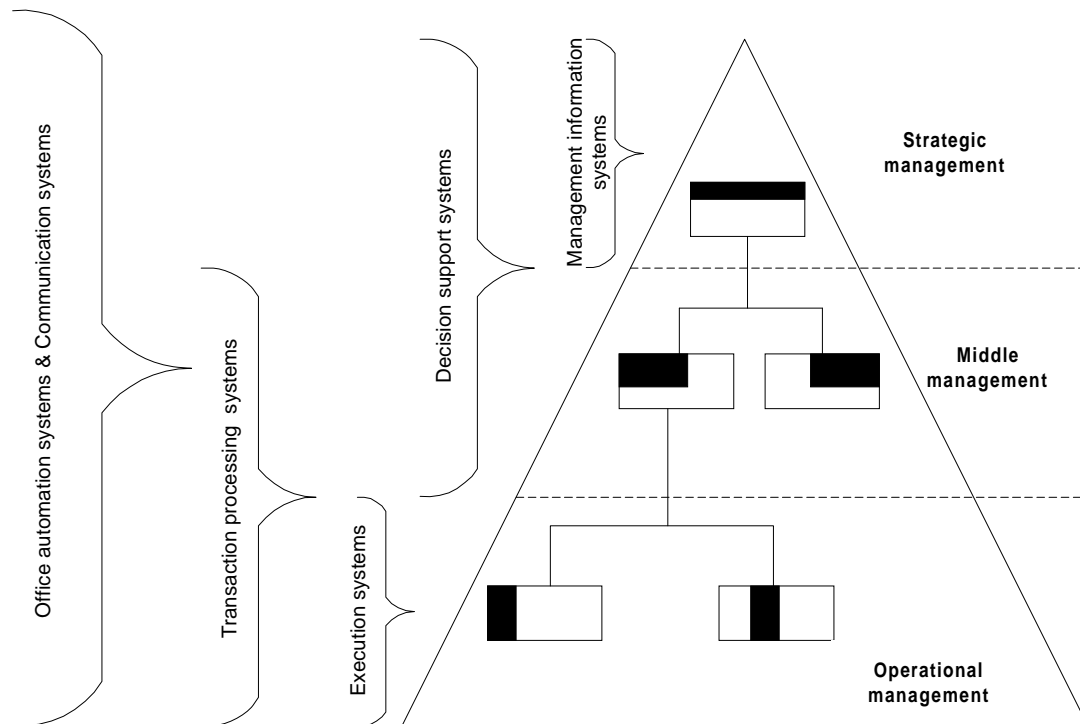 Office automation systems & Communication systems
Transaction processing systems
Execution systems
Decision support systems
Management information
systems
Strategic
management
Middle
management
Operational
management